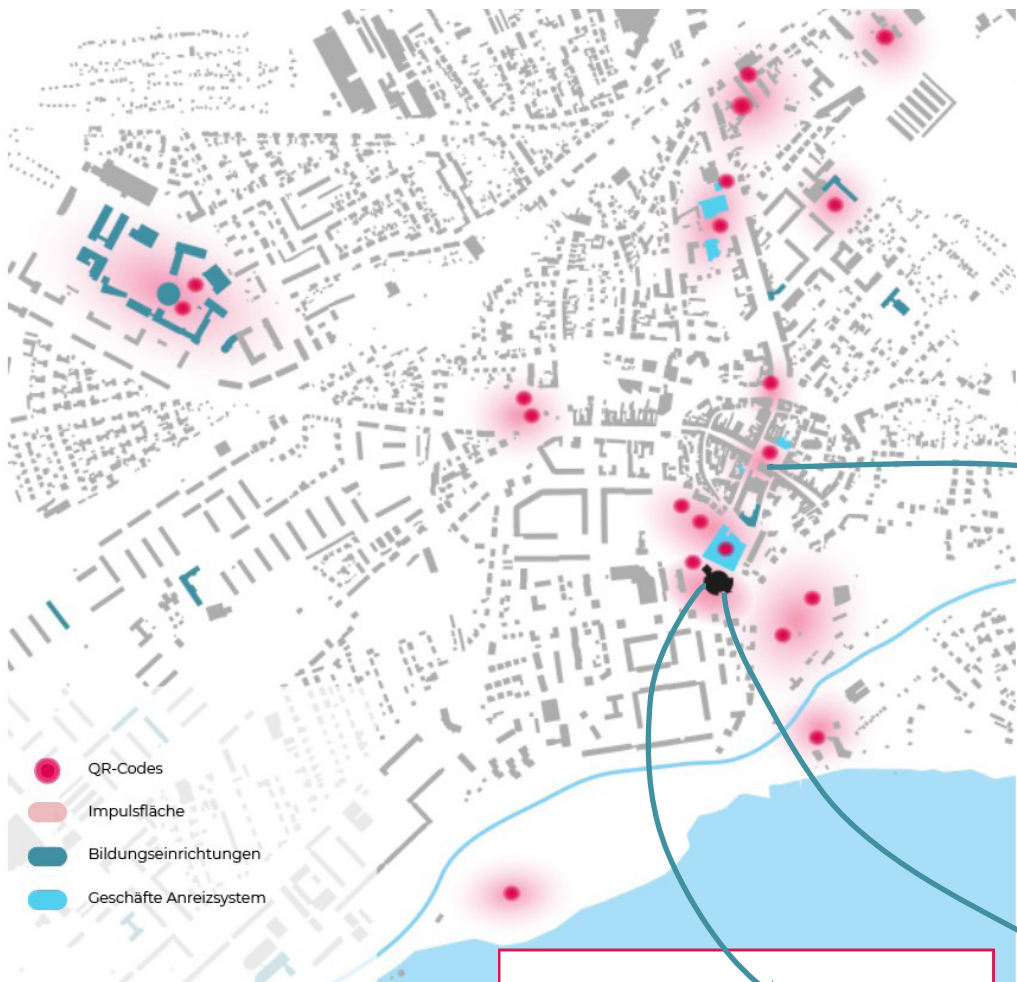 QR-Codes
Impulsfläche
Bildungseinrichtungen
Geschäfte Anreizsystem